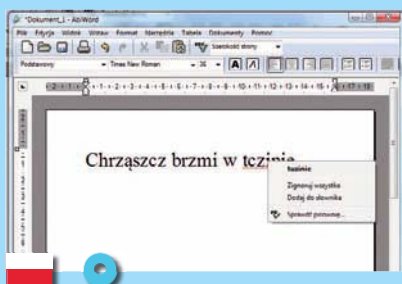 *Dokument_1 - AbiWord
Plik Edycja Widok Wstaw Format Narzędzia Tabela Dokumenty Pomoc
Szerokość strony
Podstawowy Times New Roman 36
Chrząszcz brzmi w tczinie
trzcinie
Zignoruj wszystkie
Dodaj do słownika
Sprawdź pisownię...